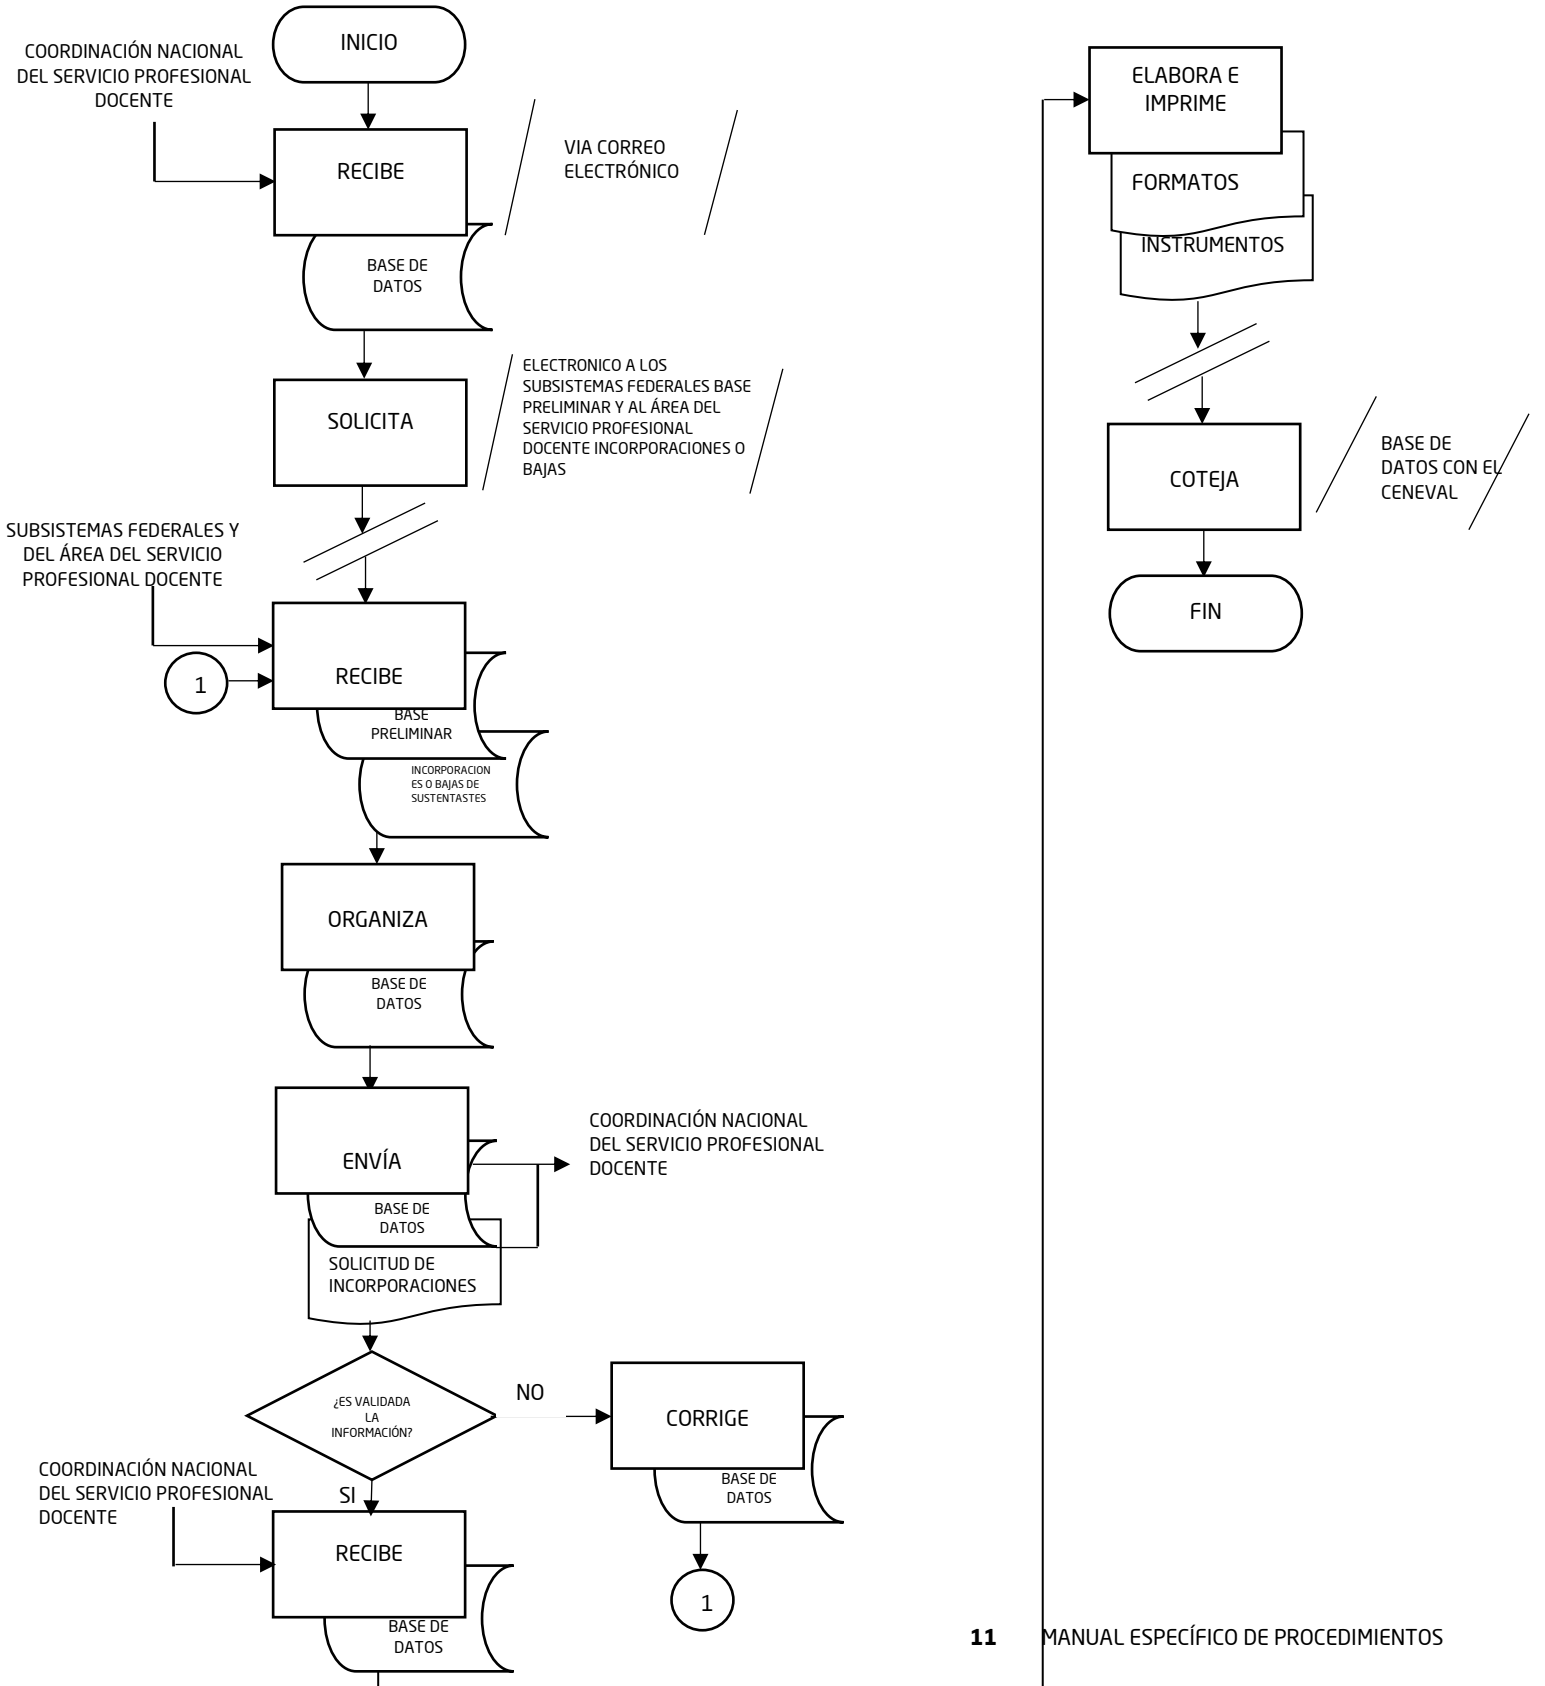 INICIO
COORDINACIÓN NACIONAL
DEL SERVICIO PROFESIONAL
DOCENTE
RECIBE
VIA CORREO
ELECTRÓNICO
BASE DE
DATOS
SOLICITA
ELECTRONICO A LOS
SUBSISTEMAS FEDERALES BASE
PRELIMINAR Y AL ÁREA DEL
SERVICIO PROFESIONAL
DOCENTE INCORPORACIONES O
BAJAS
SUBSISTEMAS FEDERALES Y
DEL ÁREA DEL SERVICIO
PROFESIONAL DOCENTE
1
RECIBE
BASE
PRELIMINAR
INCORPORACION
ES O BAJAS DE
SUSTENTASTES
ORGANIZA
BASE DE
DATOS
ENVÍA
COORDINACIÓN NACIONAL
DEL SERVICIO PROFESIONAL
DOCENTE
BASE DE
DATOS
SOLICITUD DE
INCORPORACIONES
¿ES VALIDADA
LA
INFORMACIÓN?
NO
CORRIGE
BASE DE
DATOS
1
SI
COORDINACIÓN NACIONAL
DEL SERVICIO PROFESIONAL
DOCENTE
RECIBE
BASE DE
DATOS
ELABORA E
IMPRIME
FORMATOS
INSTRUMENTOS
COTEJA
BASE DE
DATOS CON EL
CENEVAL
FIN
11 MANUAL ESPECÍFICO DE PROCEDIMIENTOS